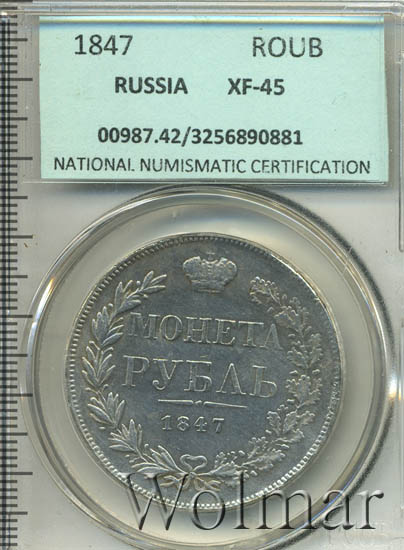 1847 ROUB
RUSSIA XF-45
00987.42/3256890881
NATIONAL NUMISMATIC CERTIFICATION
МОНЕТА
РУБЛЬ
1847
Wolmar